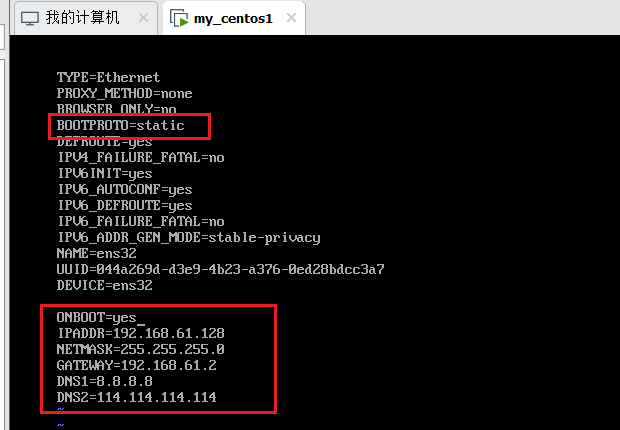 我的计算机
my_centos1
TYPE=Ethernet
PROXY_METHOD=none
BROWSER_ONLY=no
BOOTPROTO=static
DEFROUTE=yes
IPV4_FAILURE_FATAL=no
IPV6INIT=yes
IPV6_AUTOCONF=yes
IPV6_DEFROUTE=yes
IPV6_FAILURE_FATAL=no
IPV6_ADDR_GEN_MODE=stable-privacy
NAME=ens32
UUID=044a269d-d3e9-4b23-a376-0ed28bdcc3a7
DEVICE=ens32
ONBOOT=yes
IPADDR=192.168.61.128
NETMASK=255.255.255.0
GATEWAY=192.168.61.2
DNS1=8.8.8.8
DNS2=114.114.114.114
~
~